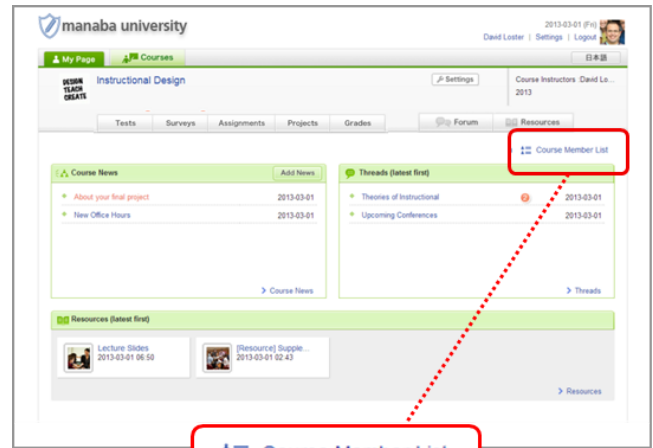 manaba university
2013-03-01 (Fri)
David Loster | Settings | Logout
My Page
Courses
日本語
DESIGN
TEACH
CREATE
Instructional Design
Settings
Course Instructors :David Lo...
2013
Tests
Surveys
Assignments
Projects
Grades
Forum
Resources
Course Member List
Course News
Add News
About your final project 2013-03-01
New Office Hours 2013-03-01
Course News
Threads (latest first)
Theories of Instructional 2013-03-01
Upcoming Conferences 2013-03-01
Threads
Resources (latest first)
Lecture Slides
2013-03-01 06:50
[Resource] Supple...
2013-03-01 02:43
Resources
Course Member List